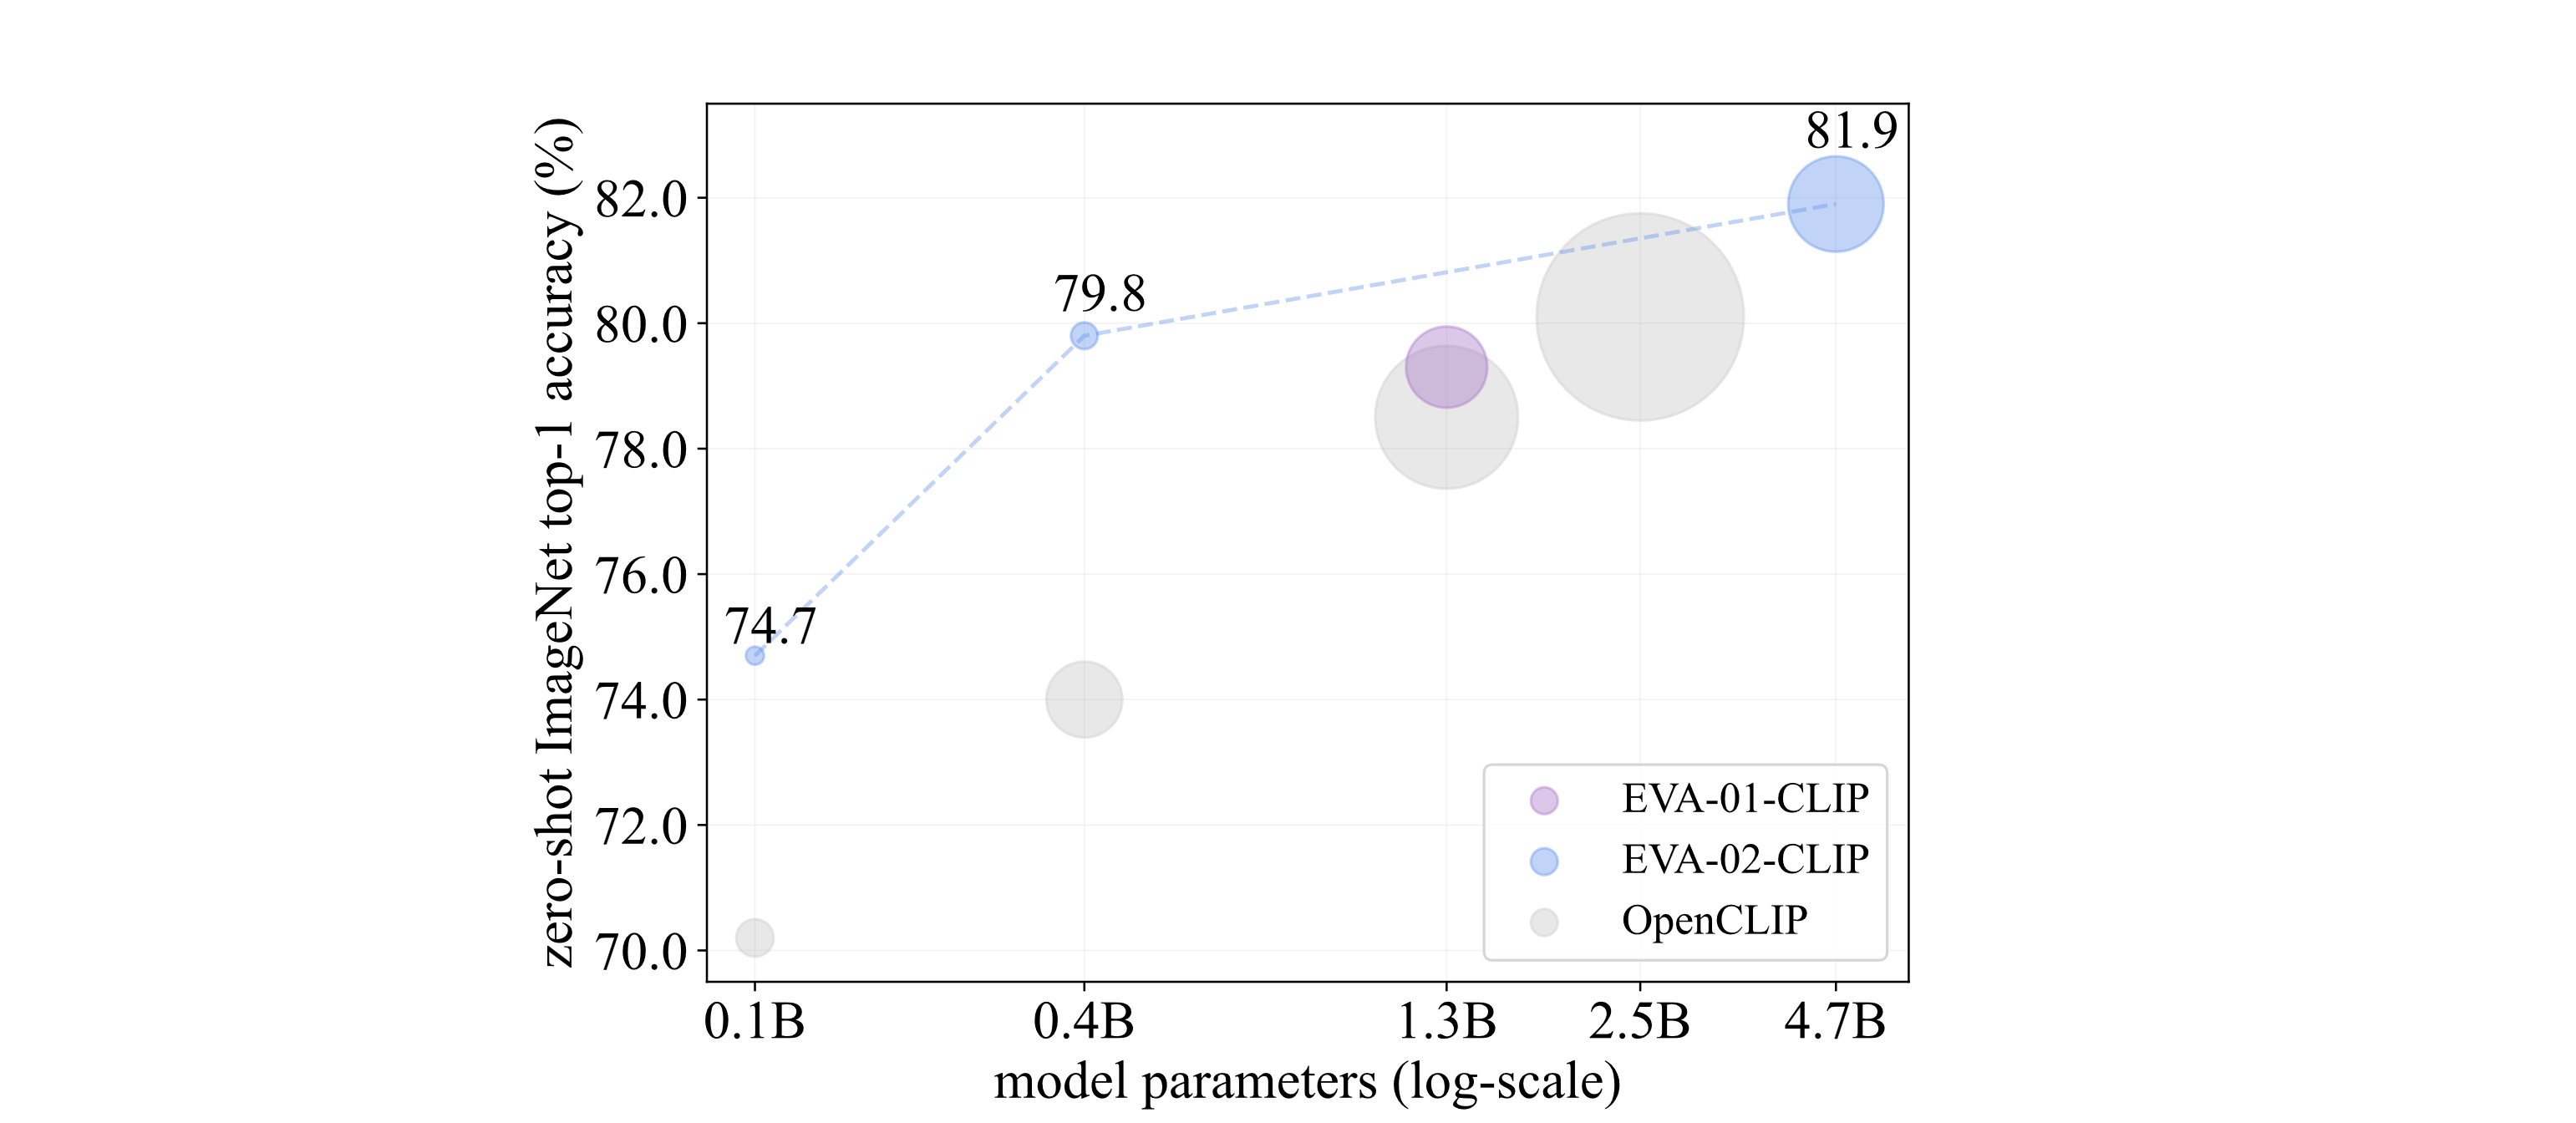 zero-shot ImageNet top-1 accuracy (%)
82.0
80.0
78.0
76.0
74.0
72.0
70.0
81.9
79.8
74.7
EVA-01-CLIP
EVA-02-CLIP
OpenCLIP
0.1B 0.4B 1.3B 2.5B 4.7B
model parameters (log-scale)